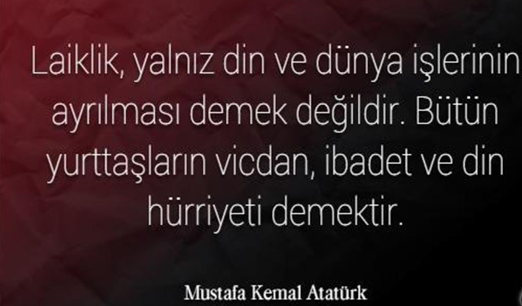 Laiklik, yalnız din ve dünya işlerinin
ayrılması demek değildir. Bütün
yurttaşların vicdan, ibadet ve din
hürriyeti demektir.
Mustafa Kemal Atatürk